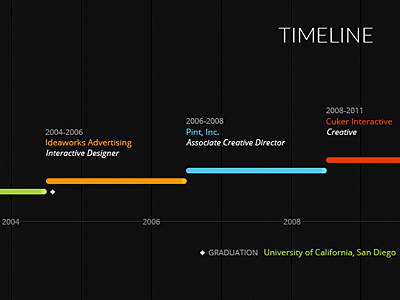 TIMELINE
2008-2011
Cuker Interactive
Creative
2006-2008
Pint, Inc.
Associate Creative Director
2004-2006
Ideaworks Advertising
Interactive Designer
2004
2006
2008
GRADUATION University of California, San Diego